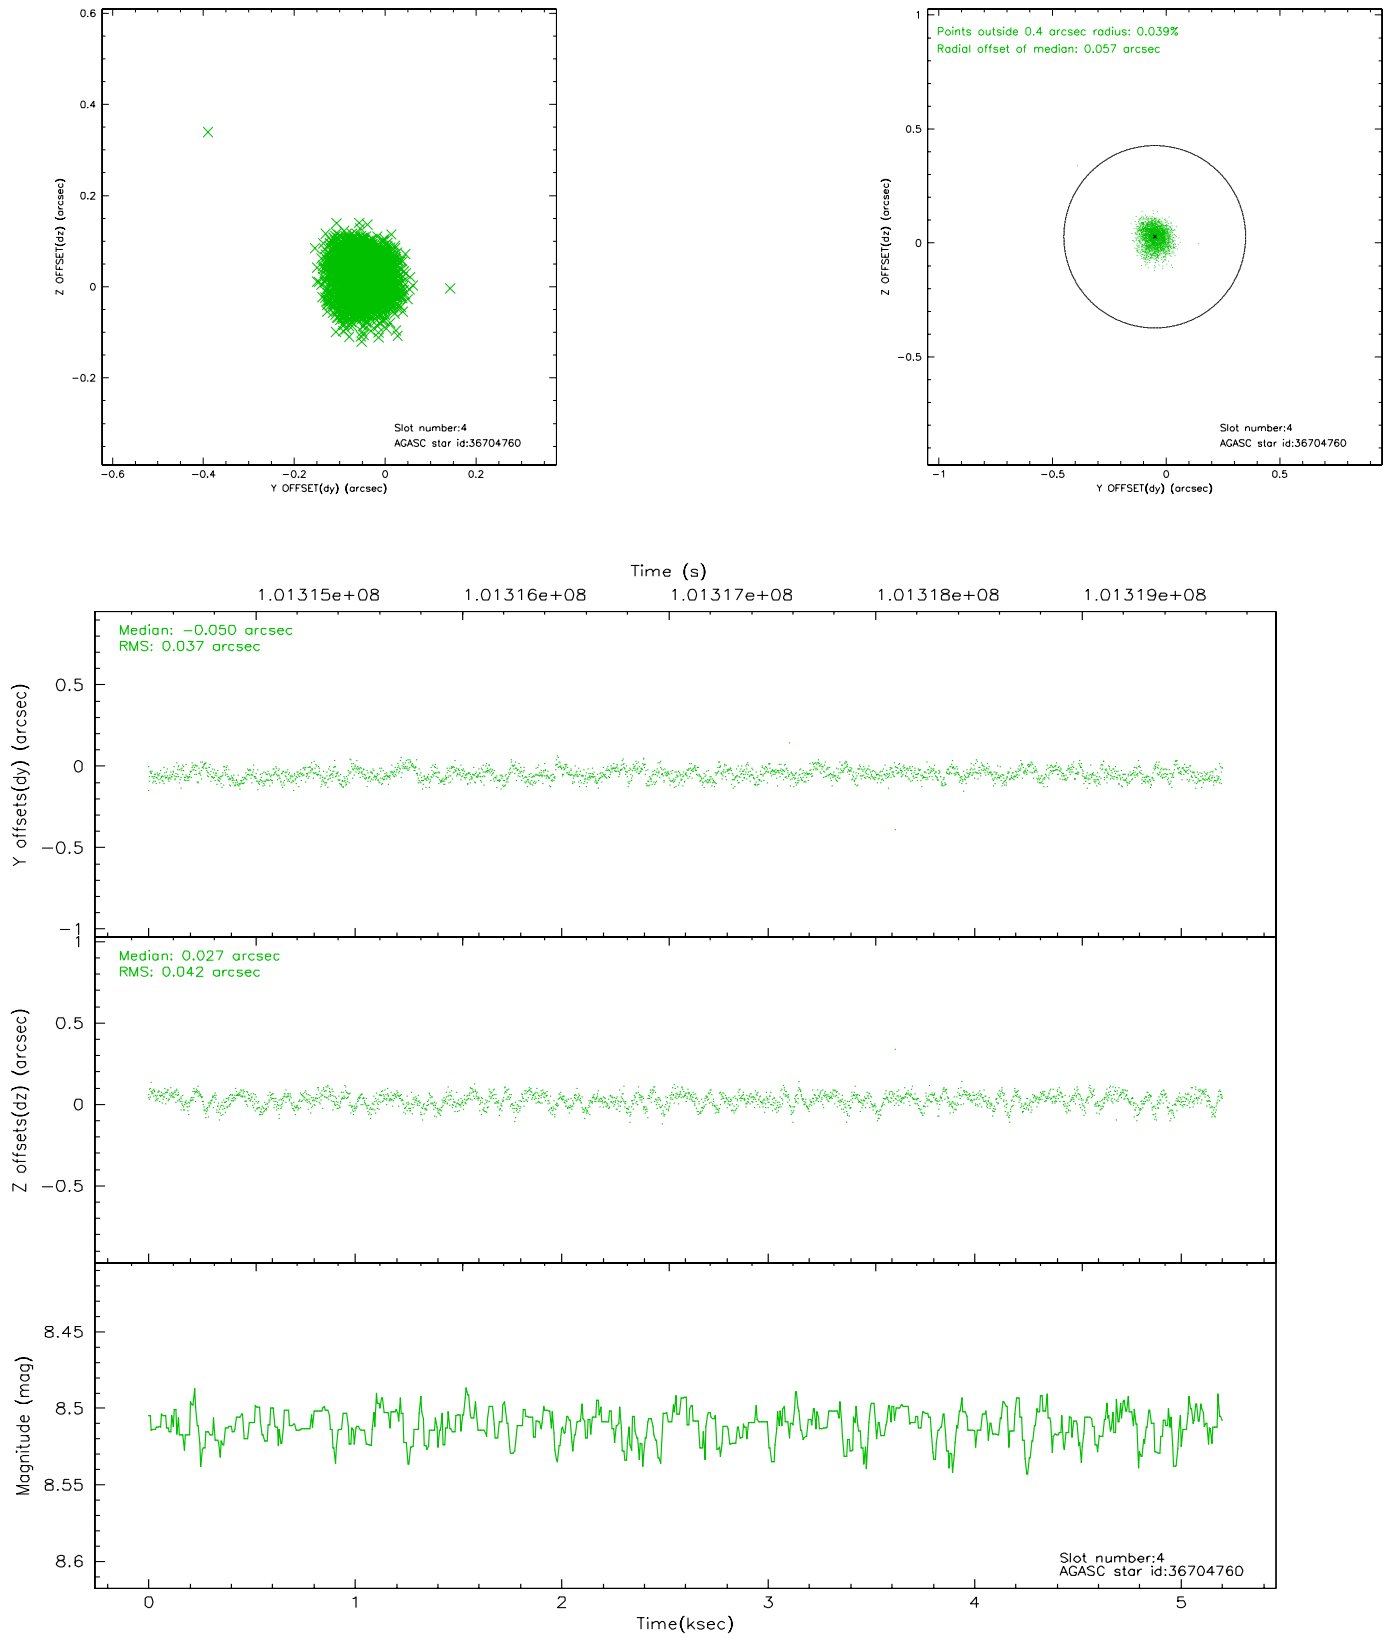 0.6
0.4
0.2
0
−0.2
−0.6
−0.4
−0.2
0
0.2
Z OFFSET(dz) (arcsec)
Y OFFSET(dy) (arcsec)
Slot number:4
AGASC star id:36704760
Points outside 0.4 arcsec radius: 0.039%
Radial offset of median: 0.057 arcsec
1
0.5
0
−0.5
−1
−0.5
0
0.5
Z OFFSET(dz) (arcsec)
Y OFFSET(dy) (arcsec)
Slot number:4
AGASC star id:36704760
Time (s)
1.01315e+08
1.01316e+08
1.01317e+08
1.01318e+08
1.01319e+08
Median: −0.050 arcsec
RMS: 0.037 arcsec
0.5
0
−0.5
−1
Y offsets(dy) (arcsec)
Median: 0.027 arcsec
RMS: 0.042 arcsec
1
0.5
0
−0.5
Z offsets(dz) (arcsec)
8.45
8.5
8.55
8.6
Magnitude (mag)
Slot number:4
AGASC star id:36704760
0
1
2
3
4
5
Time(ksec)